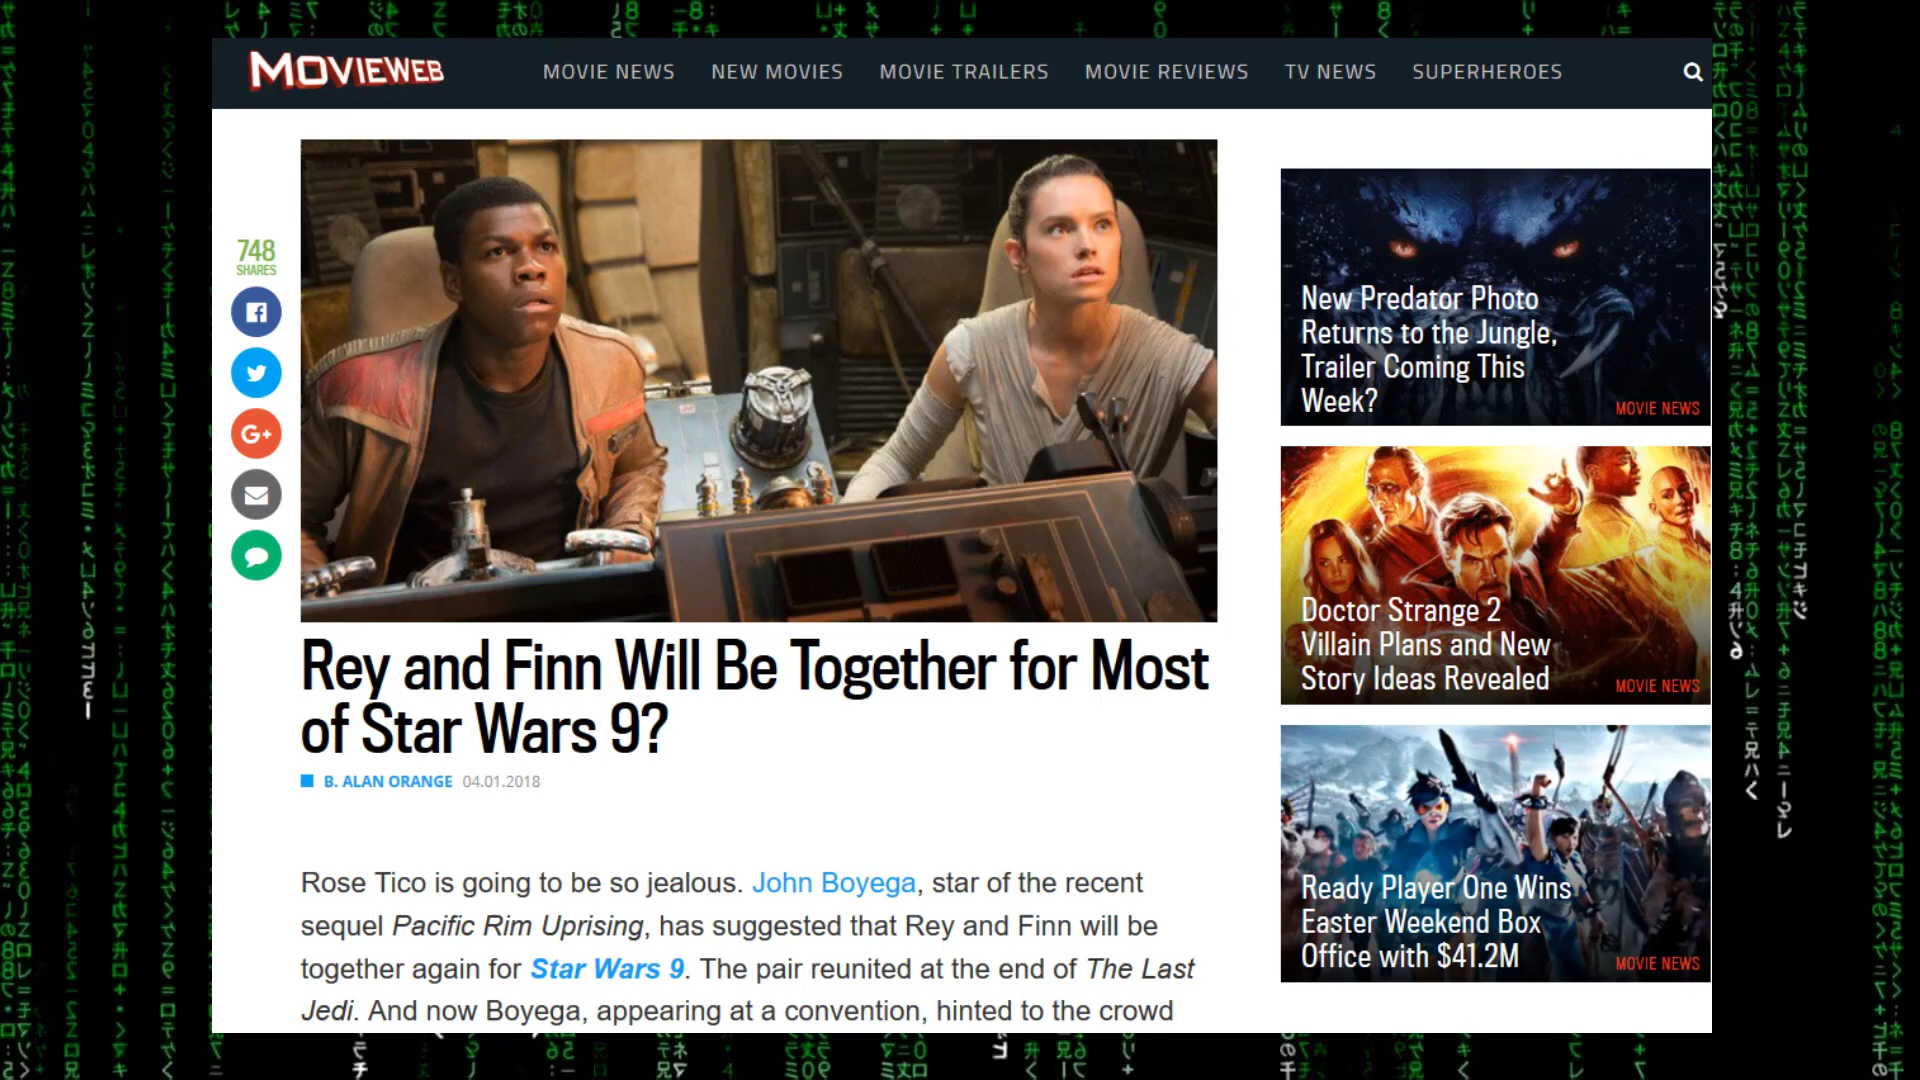 MOVIEWEB
MOVIE NEWS NEW MOVIES MOVIE TRAILERS MOVIE REVIEWS TV NEWS SUPERHEROES
748
SHARES
G+
Rey and Finn Will Be Together for Most
of Star Wars 9?
B. ALAN ORANGE 04.01.2018
Rose Tico is going to be so jealous. John Boyega, star of the recent
sequel Pacific Rim Uprising, has suggested that Rey and Finn will be
together again for Star Wars 9. The pair reunited at the end of The Last
Jedi. And now Boyega, appearing at a convention, hinted to the crowd
New Predator Photo
Returns to the Jungle,
Trailer Coming This
Week?
MOVIE NEWS
Doctor Strange 2
Villain Plans and New
Story Ideas Revealed
MOVIE NEWS
Ready Player One Wins
Easter Weekend Box
Office with $41.2M
MOVIE NEWS